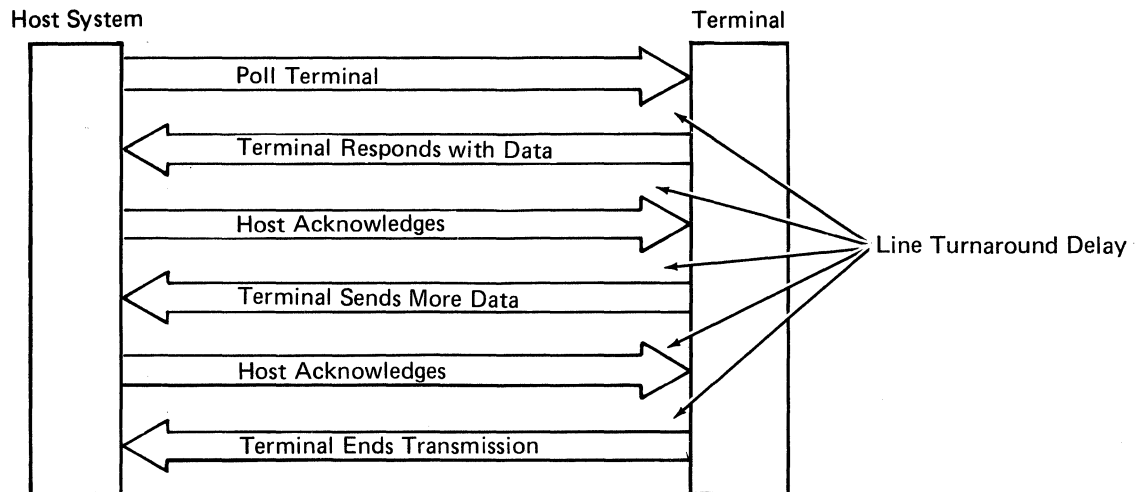 Host System
Terminal
Poll Terminal
Terminal Responds with Data
Host Acknowledges
Line Turnaround Delay
Terminal Sends More Data
Host Acknowledges
Terminal Ends Transmission